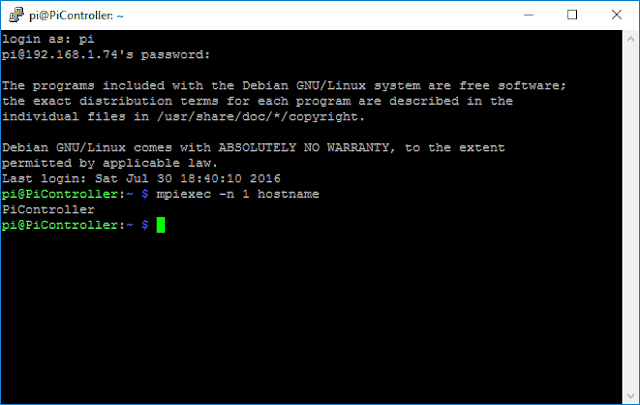 pi@PiController: ~
login as: pi
pi@192.168.1.74's password:
The programs included with the Debian GNU/Linux system are free software;
the exact distribution terms for each program are described in the
individual files in /usr/share/doc/*/copyright.
Debian GNU/Linux comes with ABSOLUTELY NO WARRANTY, to the extent
permitted by applicable law.
Last login: Sat Jul 30 18:40:10 2016
pi@PiController:~ $ mpiexec -n 1 hostname
PiController
pi@PiController:~ $